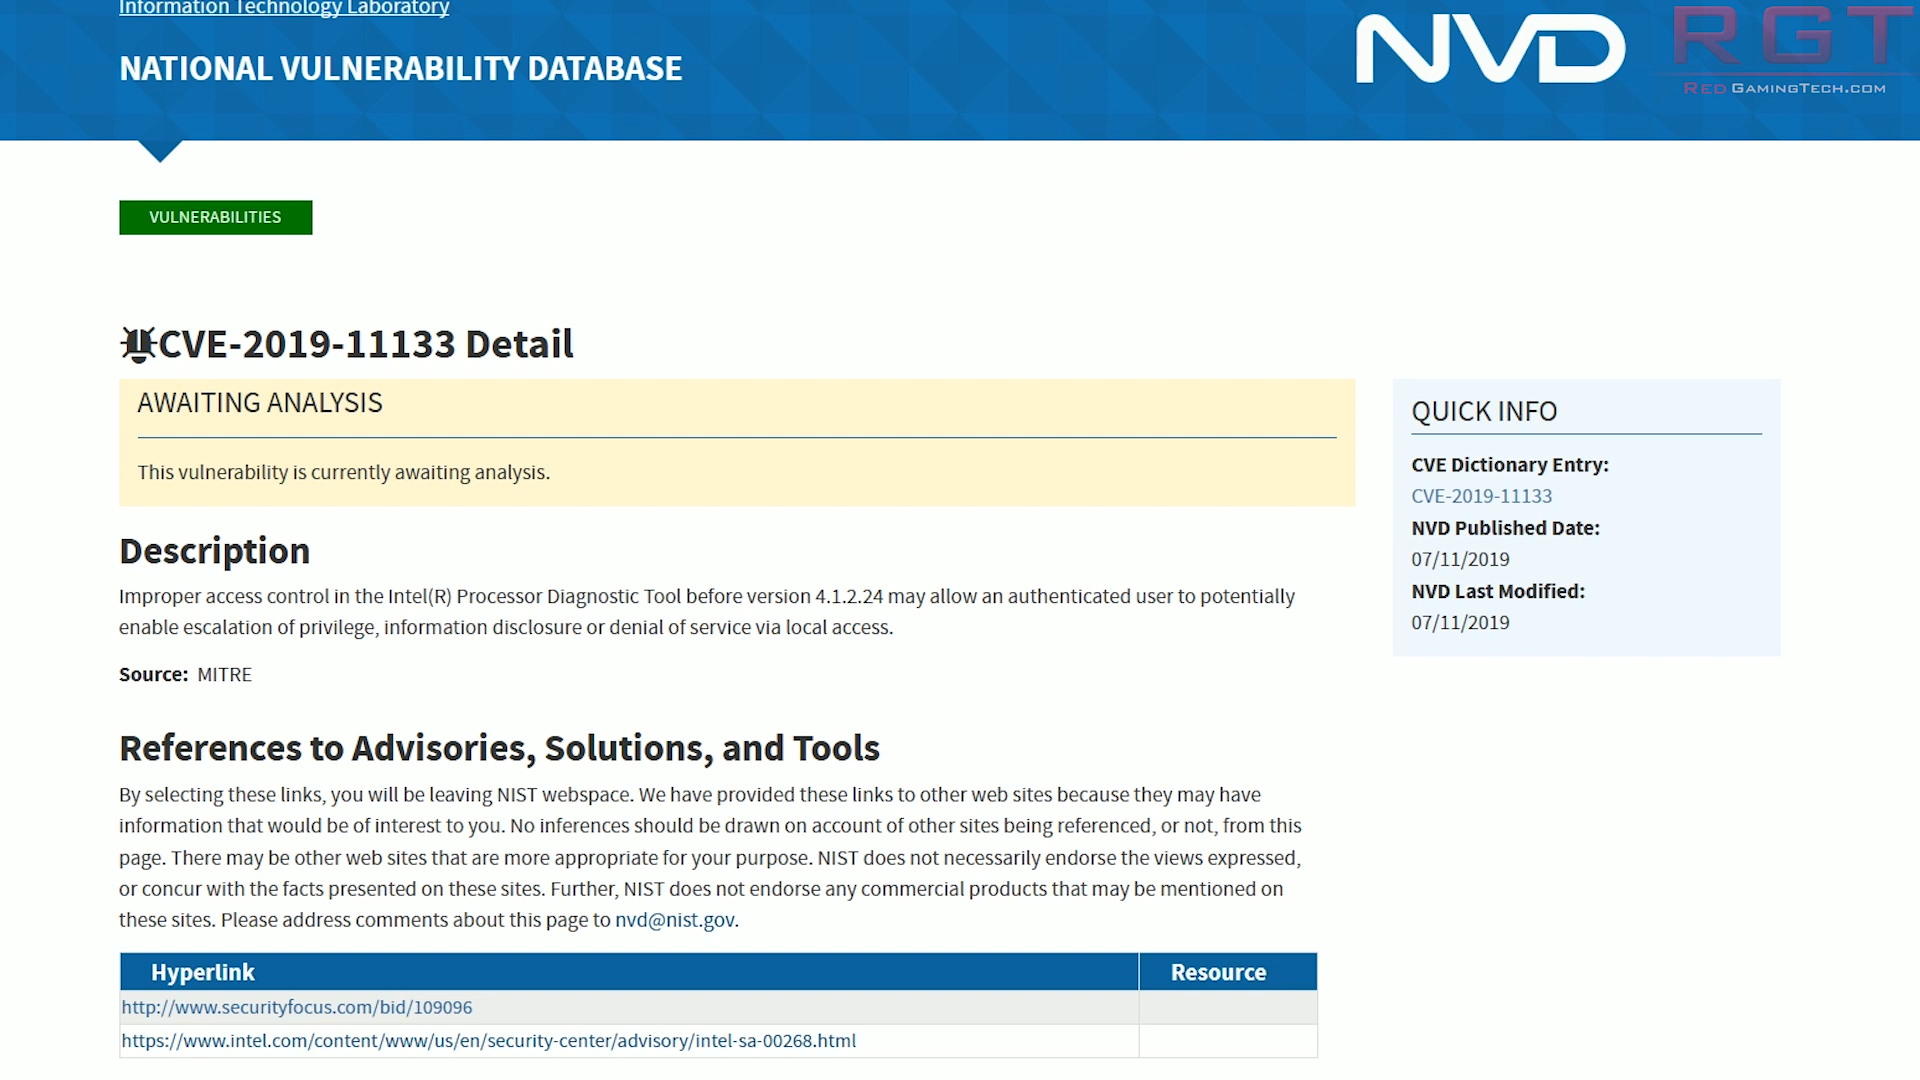 Information Technology Laboratory
NATIONAL VULNERABILITY DATABASE
NVD
RGT
RedGamingTech.com
VULNERABILITIES
CVE-2019-11133 Detail
AWAITING ANALYSIS
This vulnerability is currently awaiting analysis.
Description
Improper access control in the Intel(R) Processor Diagnostic Tool before version 4.1.2.24 may allow an authenticated user to potentially
enable escalation of privilege, information disclosure or denial of service via local access.
Source: MITRE
References to Advisories, Solutions, and Tools
By selecting these links, you will be leaving NIST webspace. We have provided these links to other web sites because they may have
information that would be of interest to you. No inferences should be drawn on account of other sites being referenced, or not, from this
page. There may be other web sites that are more appropriate for your purpose. NIST does not necessarily endorse the views expressed,
or concur with the facts presented on these sites. Further, NIST does not endorse any commercial products that may be mentioned on
these sites. Please address comments about this page to nvd@nist.gov.
Hyperlink Resource
http://www.securityfocus.com/bid/109096
https://www.intel.com/content/www/us/en/security-center/advisory/intel-sa-00268.html
QUICK INFO
CVE Dictionary Entry:
CVE-2019-11133
NVD Published Date:
07/11/2019
NVD Last Modified:
07/11/2019